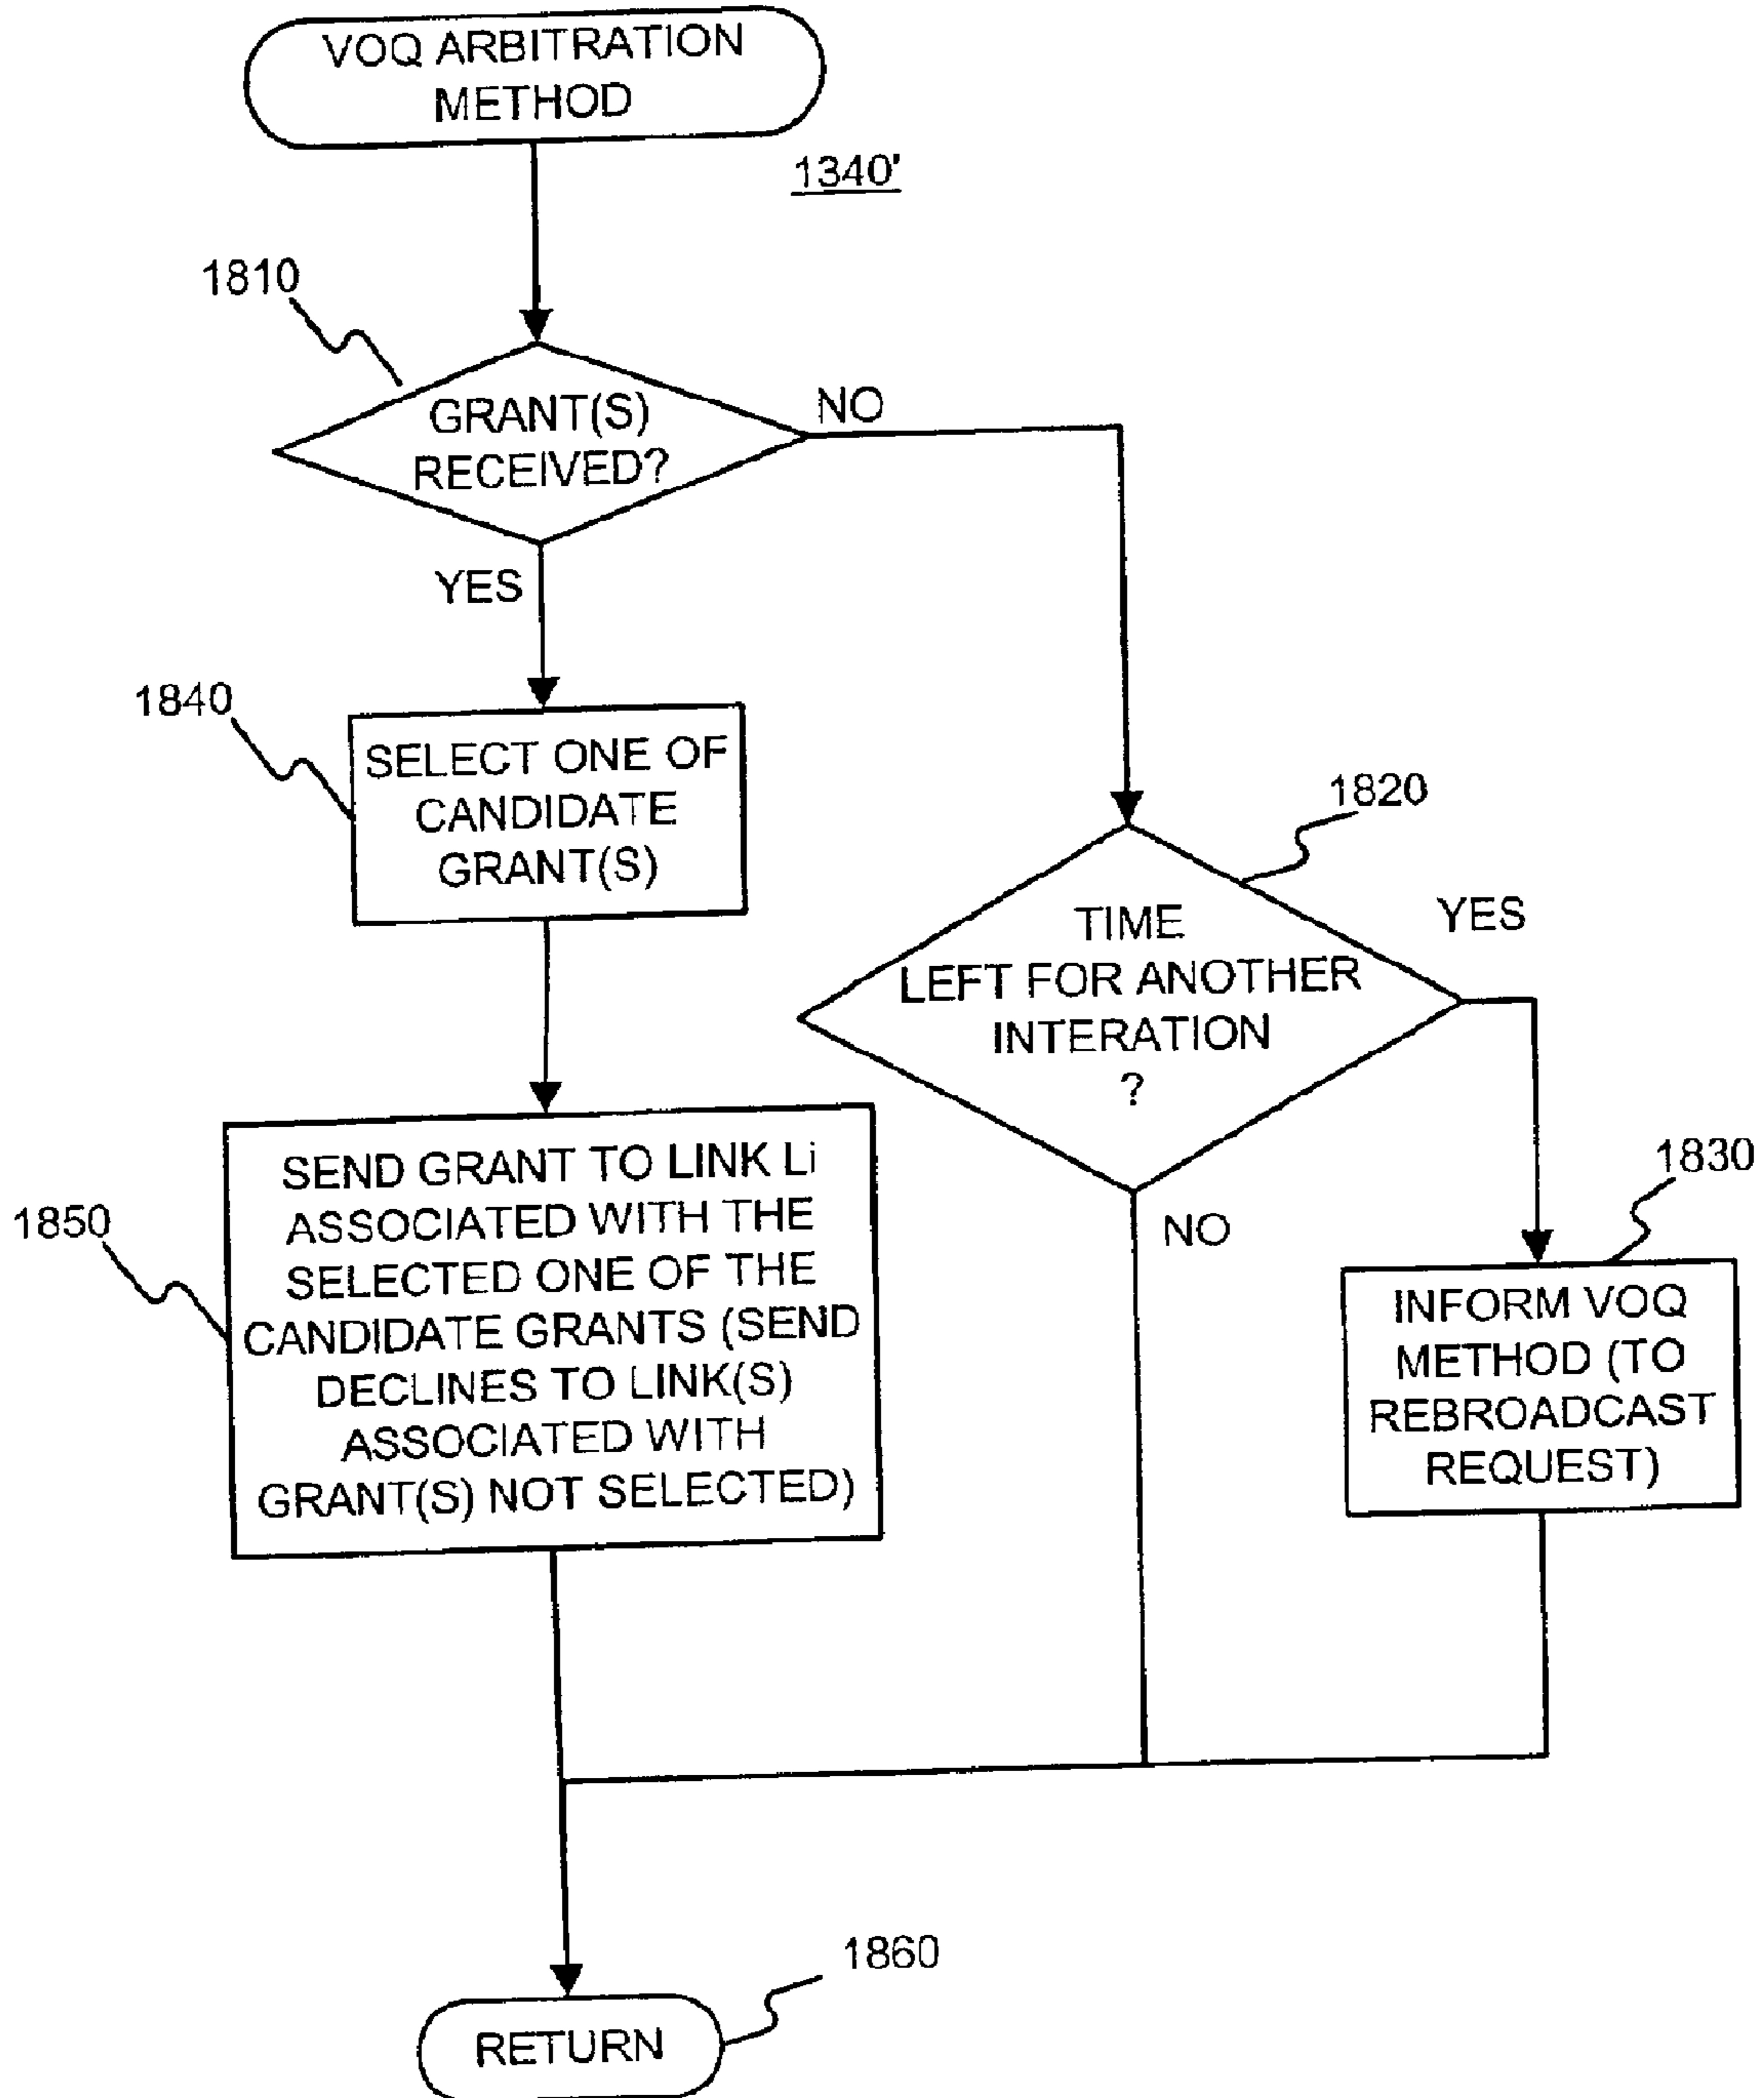 VOQ ARBITRATION
METHOD
1340'
1810
GRANT(S)
RECEIVED?
NO
YES
1840
SELECT ONE OF
CANDIDATE
GRANT(S)
1820
TIME
LEFT FOR ANOTHER
INTERATION
?
YES
NO
1850
SEND GRANT TO LINK Li
ASSOCIATED WITH THE
SELECTED ONE OF THE
CANDIDATE GRANTS (SEND
DECLINES TO LINK(S)
ASSOCIATED WITH
GRANT(S) NOT SELECTED)
1830
INFORM VOQ
METHOD (TO
REBROADCAST
REQUEST)
1860
RETURN